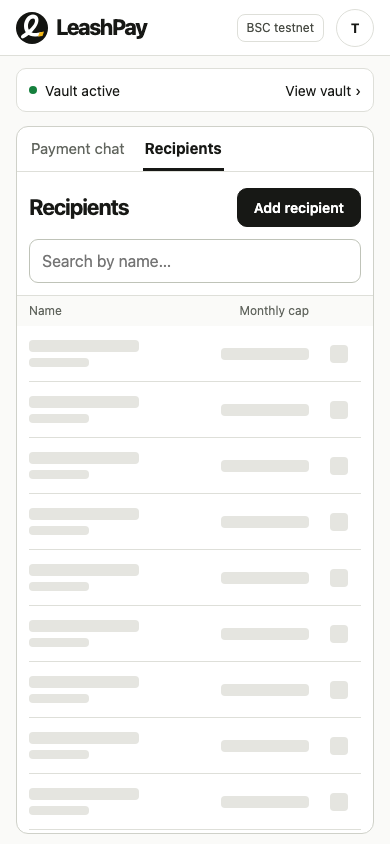 LeashPay
BSC testnet
T
Vault active
View vault ›
Payment chat
Recipients
Recipients
Add recipient
Search by name...
Name
Monthly cap